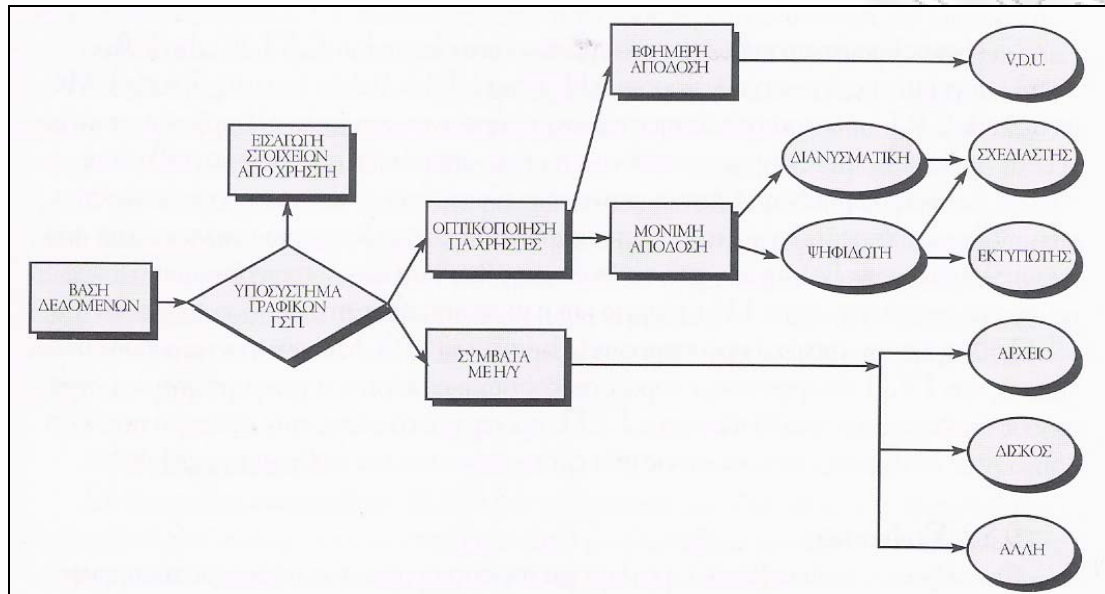 ΒΑΣΗ
ΔΕΔΟΜΕΝΩΝ
ΕΙΣΑΓΩΓΗ
ΣΤΟΙΧΕΙΩΝ
ΑΠΟ ΧΡΗΣΤΗ
ΥΠΟΣΥΣΤΗΜΑ
ΓΡΑΦΙΚΩΝ
ΓΣΠ.
ΟΠΤΙΚΟΠΟΙΗΣΗ
ΓΙΑ ΧΡΗΣΤΕΣ
ΣΥΜΒΑΤΑ
ΜΕ Η/Υ
ΕΦΗΜΕΡΗ
ΑΠΟΔΟΣΗ
ΜΟΝΙΜΗ
ΑΠΟΔΟΣΗ
ΔΙΑΝΥΣΜΑΤΙΚΗ
ΨΗΦΙΔΩΤΗ
V.D.U.
ΣΧΕΔΙΑΣΤΗΣ
ΕΚΤΥΠΩΤΗΣ
ΑΡΧΕΙΟ
ΔΙΣΚΟΣ
ΑΛΛΗ